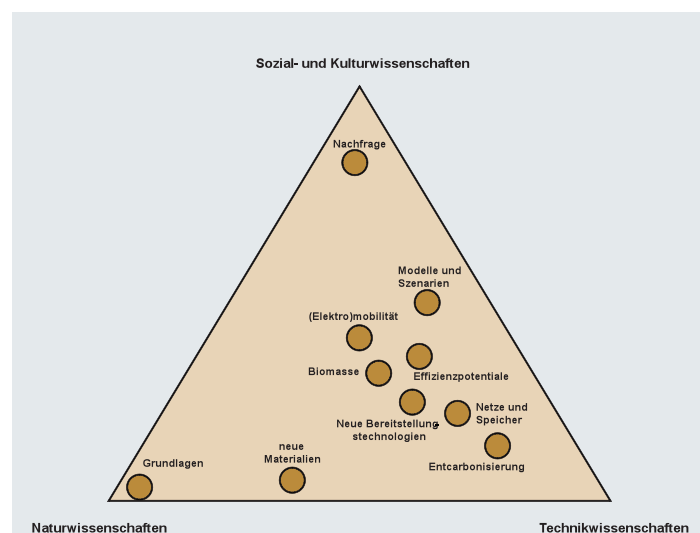 Sozial- und Kulturwissenschaften
Nachfrage
Modelle und
Szenarien
(Elektro)mobilität
Biomasse
Effizienzpotentiale
Netze und
Speicher
Neue Bereitstellung
stechnologien
neue
Materialien
Grundlagen
Entcarbonisierung
Naturwissenschaften
Technikwissenschaften